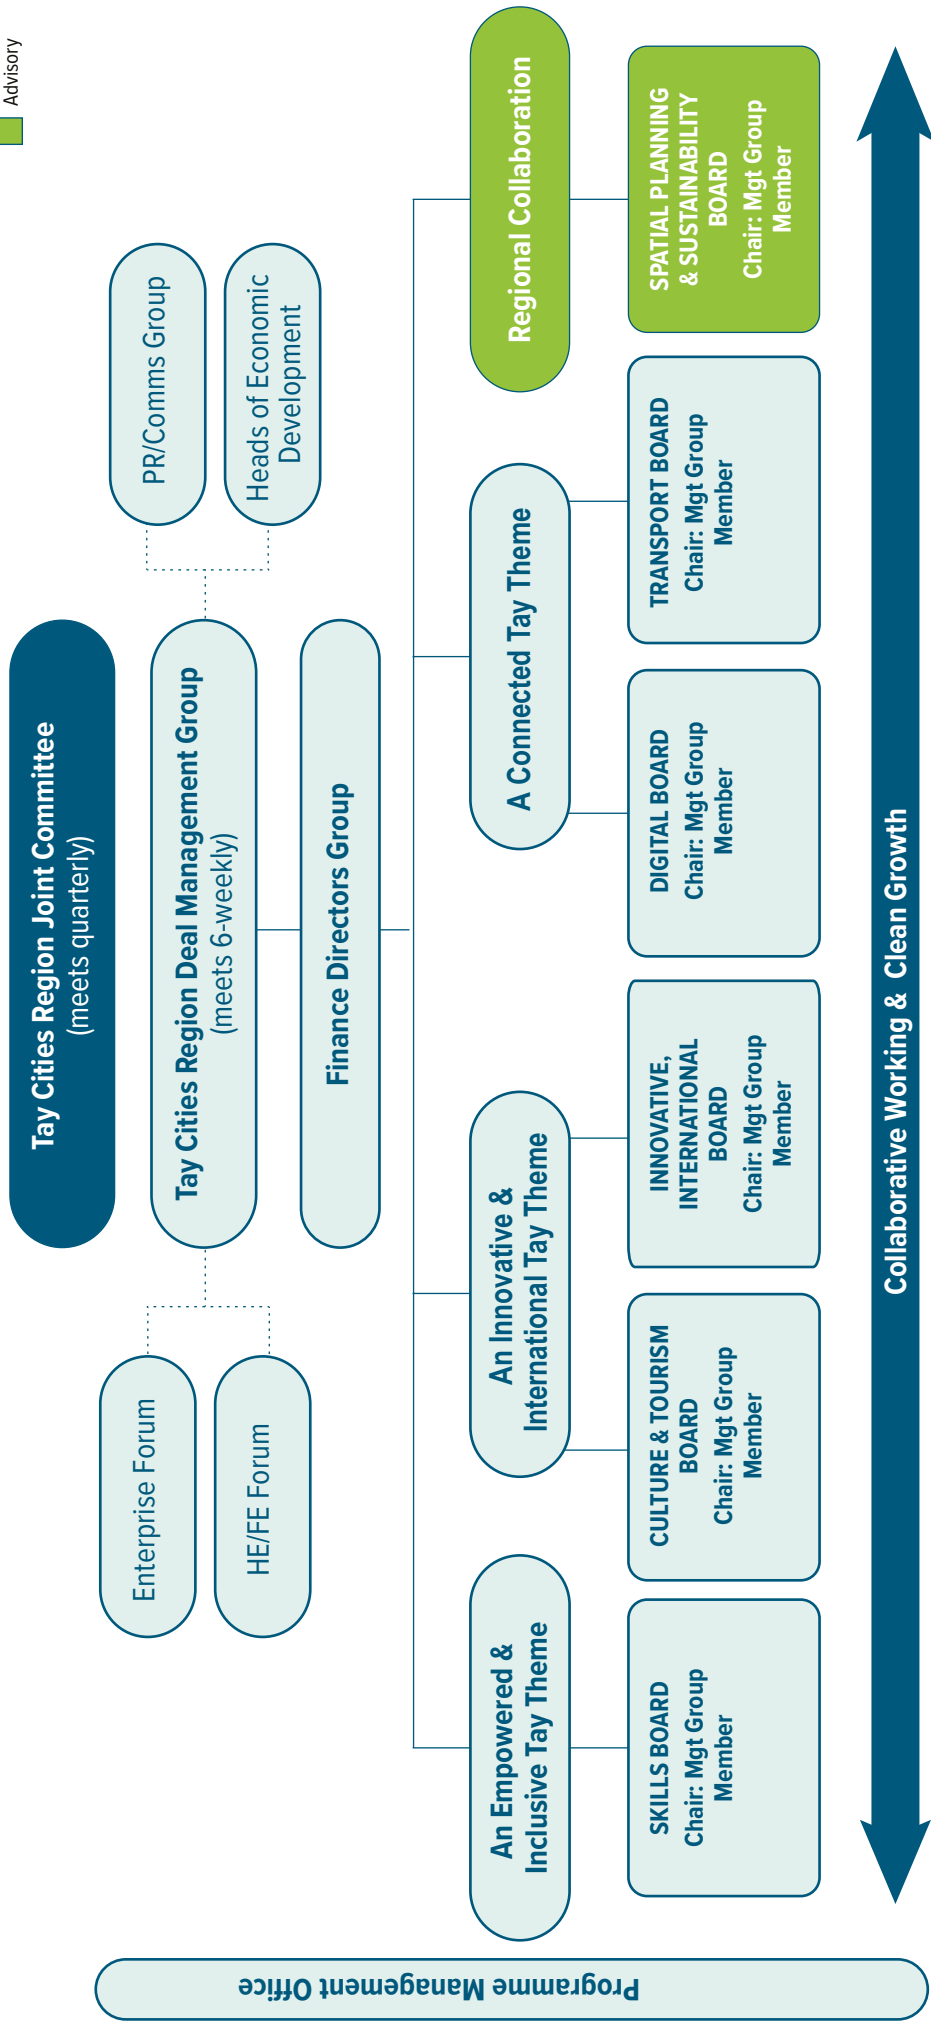 Advisory
Tay Cities Region Joint Committee
(meets quarterly)
Enterprise Forum
HE/FE Forum
Tay Cities Region Deal Management Group
(meets 6-weekly)
PR/Comms Group
Heads of Economic
Development
Finance Directors Group
Programme Management Office
An Empowered &
Inclusive Tay Theme
An Innovative &
International Tay Theme
A Connected Tay Theme
Regional Collaboration
SKILLS BOARD
Chair: Mgt Group
Member
CULTURE & TOURISM
BOARD
Chair: Mgt Group
Member
INNOVATIVE,
INTERNATIONAL
BOARD
Chair: Mgt Group
Member
DIGITAL BOARD
Chair: Mgt Group
Member
TRANSPORT BOARD
Chair: Mgt Group
Member
SPATIAL PLANNING
& SUSTAINABILITY
BOARD
Chair: Mgt Group
Member
Collaborative Working & Clean Growth